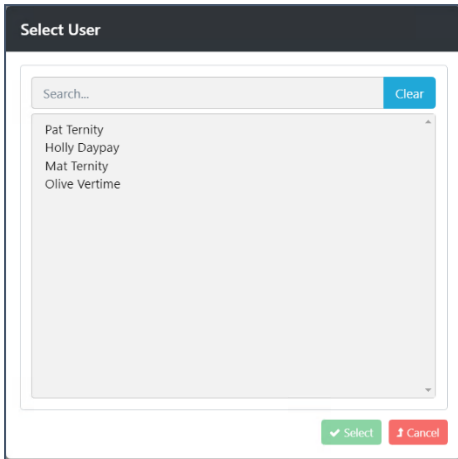 Select User
Search...
Clear
Pat Ternity
Holly Daypay
Mat Ternity
Olive Vertime
Select
Cancel